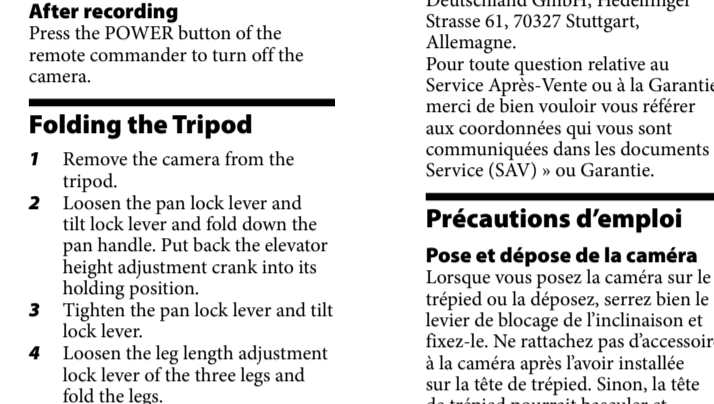 After recording
Press the POWER button of the
remote commander to turn off the
camera.
Folding the Tripod
1 Remove the camera from the
tripod.
2 Loosen the pan lock lever and
tilt lock lever and fold down the
pan handle. Put back the elevator
height adjustment crank into its
holding position.
3 Tighten the pan lock lever and tilt
lock lever.
4 Loosen the leg length adjustment
lock lever of the three legs and
fold the legs.
Deutschland GmbH, Hedelfinger
Strasse 61, 70327 Stuttgart,
Allemagne.
Pour toute question relative au
Service Après-Vente ou à la Garantie
merci de bien vouloir vous référer
aux coordonnées qui vous sont
communiquées dans les documents
Service (SAV) » ou Garantie.
Précautions d’emploi
Pose et dépose de la caméra
Lorsque vous posez la caméra sur le
trépied ou la déposez, serrez bien le
levier de blocage de l’inclinaison et
fixez-le. Ne rattachez pas d’accessoir
à la caméra après l’avoir installée
sur la tête de trépied. Sinon, la tête
de trépied pourrait basculer et